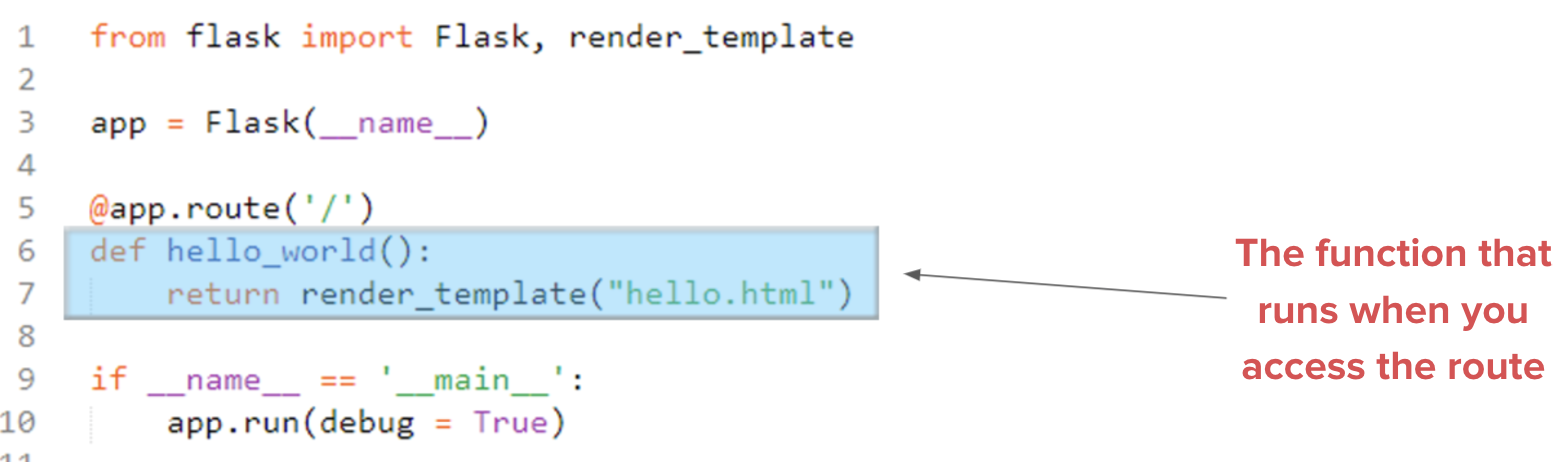 1 from flask import Flask, render_template
2
3 app = Flask(__name__)
4
5 @app.route('/')
6 def hello_world():
7     return render_template("hello.html")
8
9 if __name__ == '__main__':
10     app.run(debug = True)
11
The function that
runs when you
access the route